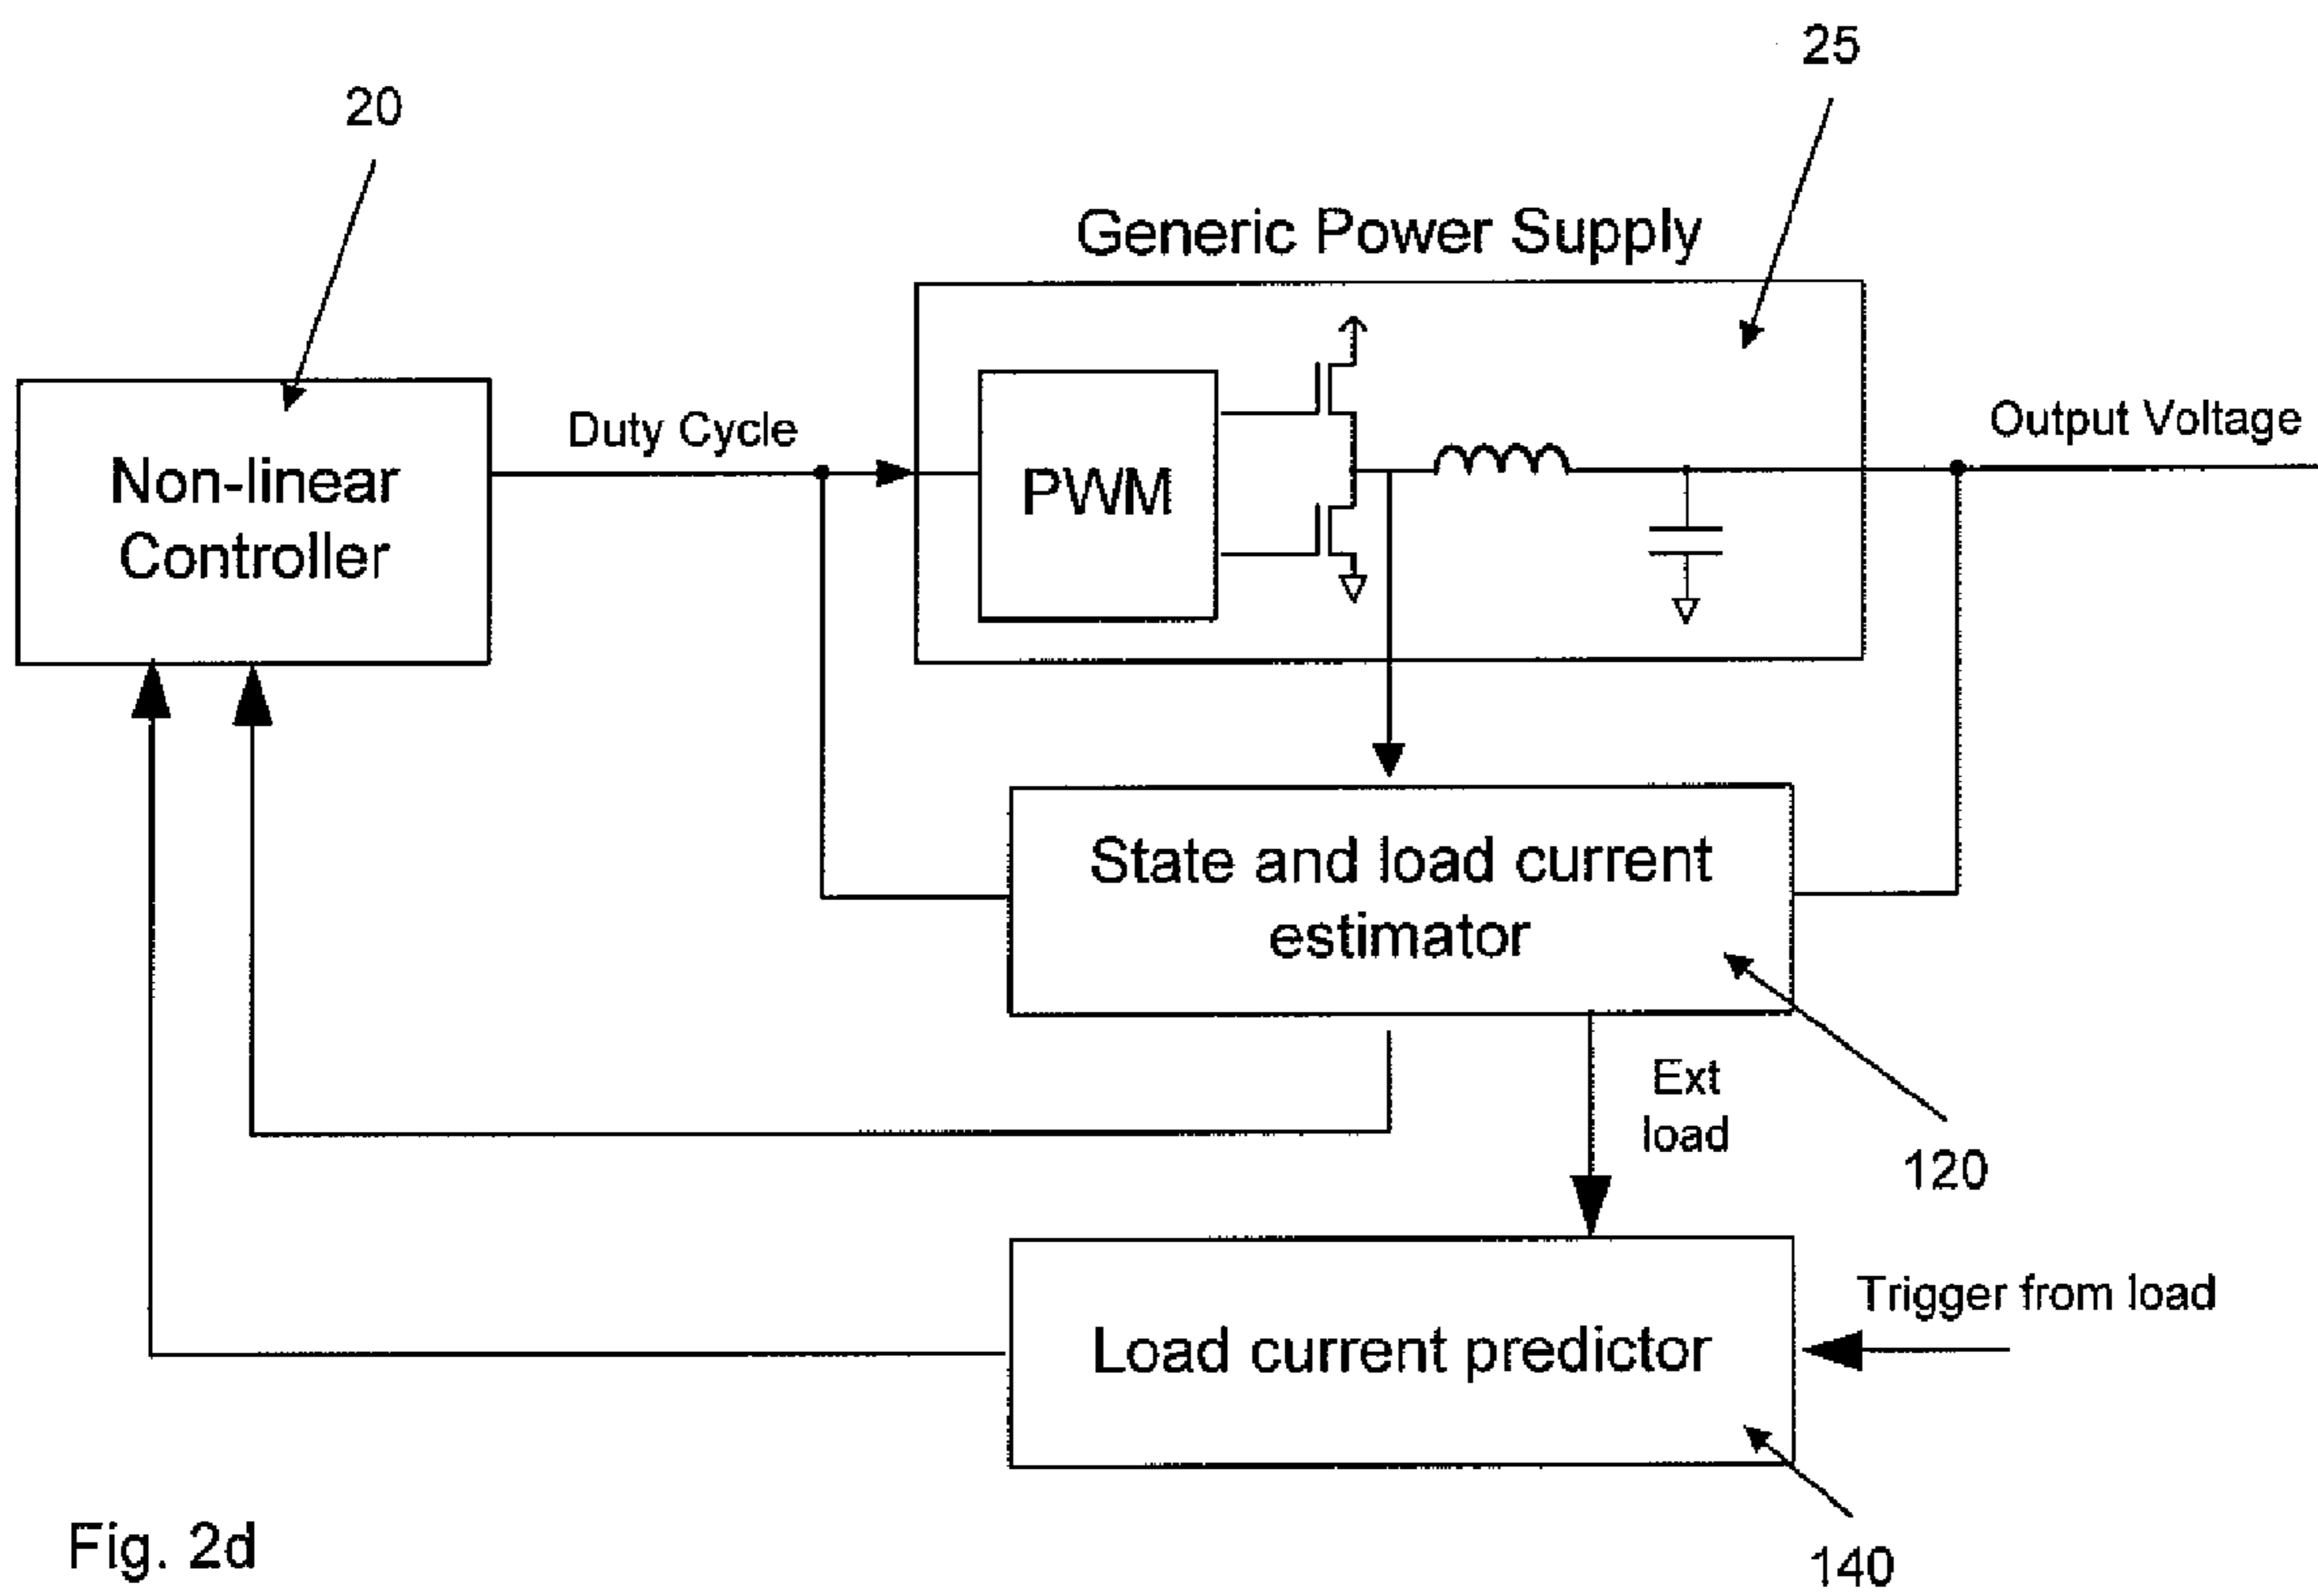 25
20
Generic Power Supply
Non-linear
Controller
Duty Cycle
PWM
Output Voltage
State and load current
estimator
Ext
load
120
Load current predictor
Trigger from load
140
Fig. 2d